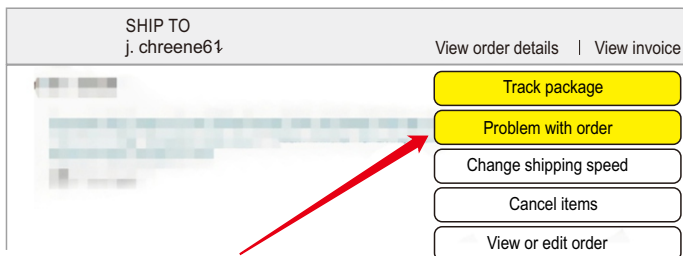 SHIP TO
j. chreene61
View order details | View invoice
Track package
Problem with order
Change shipping speed
Cancel items
View or edit order